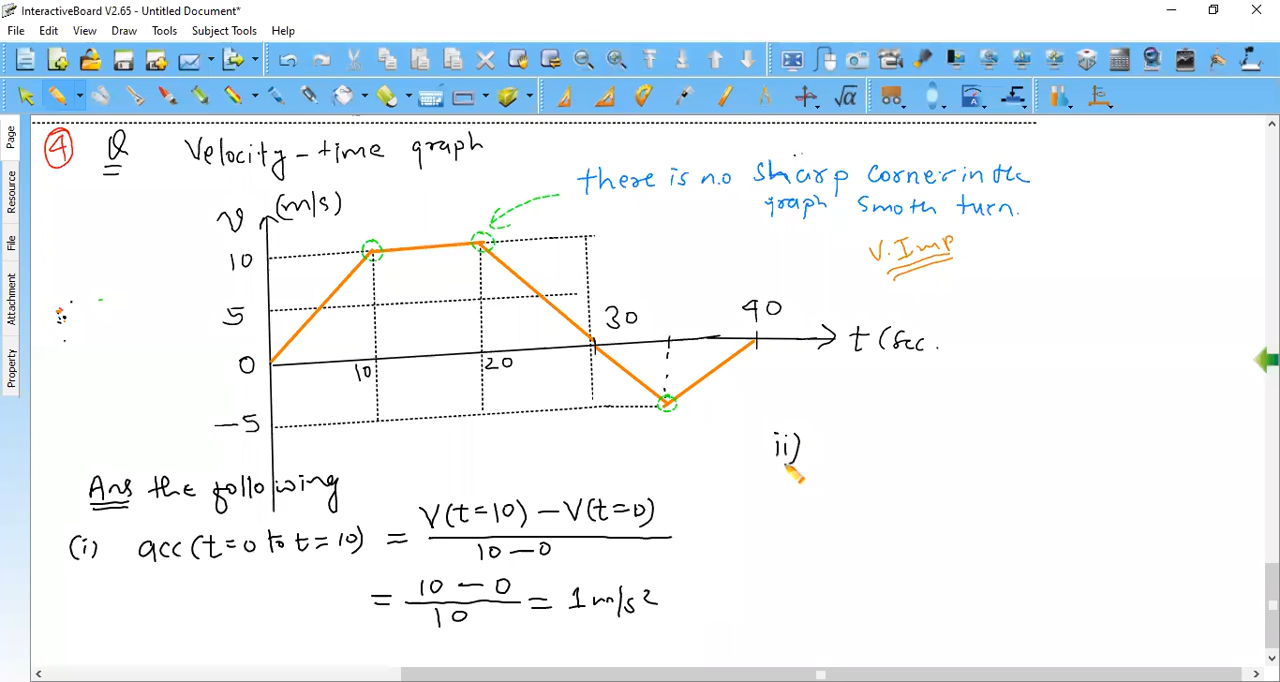 InteractiveBoard V2.65 - Untitled Document*
File Edit View Draw Tools Subject Tools Help
Page
Resource
File
Attachment
Property
4 Q Velocity-time graph
there is no sharp corner in the
graph smoth turn.
V. Imp
v (m/s)
10
5
0
-5
10
20
30
40
t (sec.
ii)
Ans the following
(i) acc (t=0 to t=10) = V(t=10) - V(t=0)
10 - 0
= 10 - 0 = 1 m/s2
10